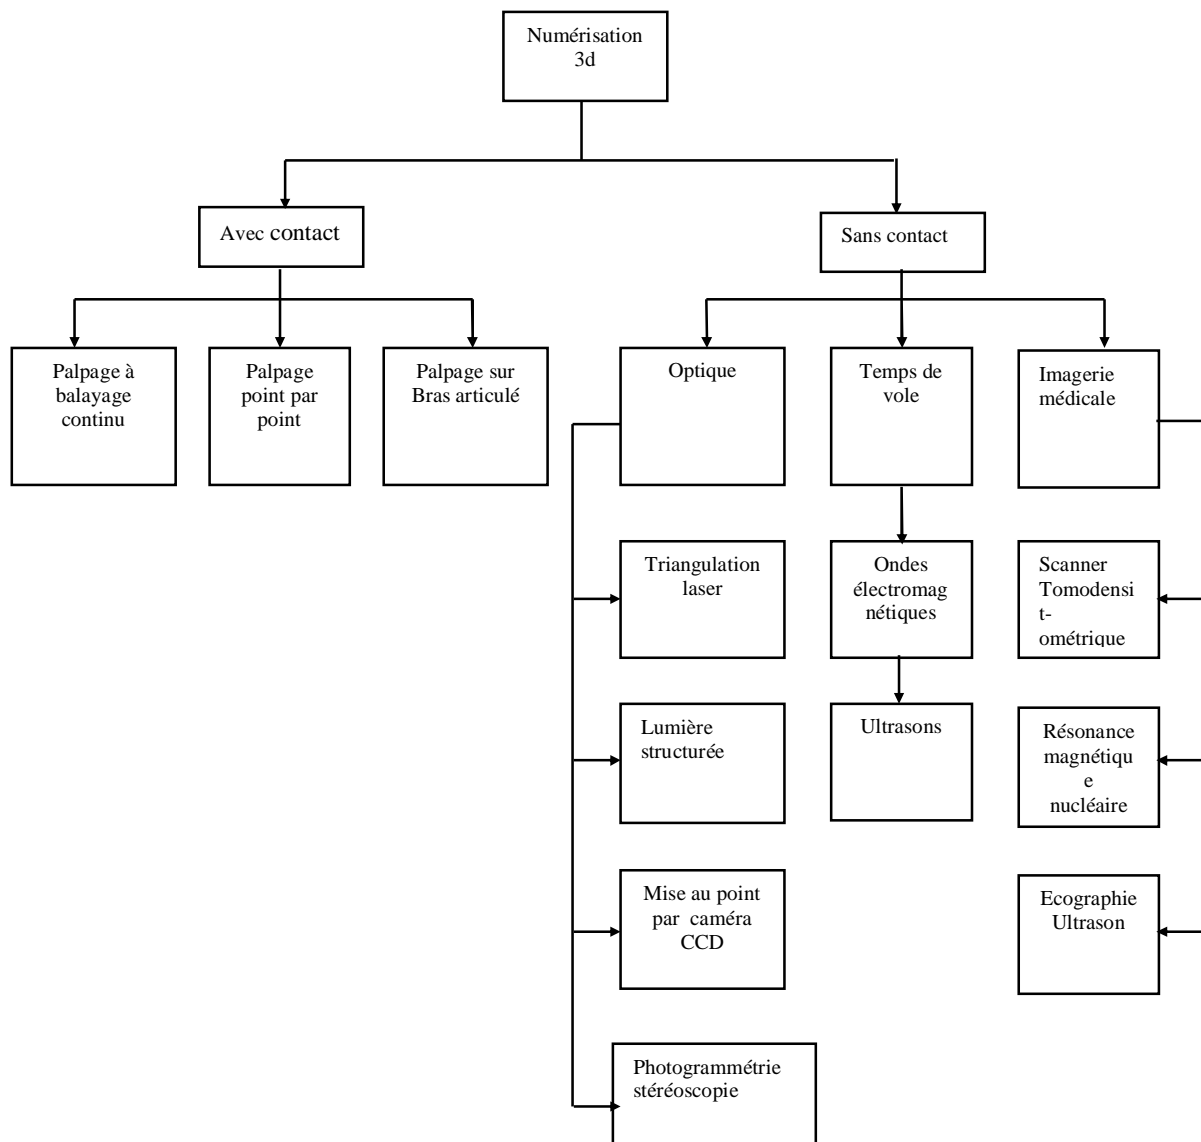 Numérisation
3d
Avec contact
Sans contact
Palpage à
balayage
continu
Palpage
point par
point
Palpage sur
Bras articulé
Optique
Temps de
vole
Imagerie
médicale
Triangulation
laser
Ondes
électromag
nétiques
Scanner
Tomodensi
t-
ométrique
Lumière
structurée
Ultrasons
Résonance
magnétiqu
e
nucléaire
Mise au point
par caméra
CCD
Ecographie
Ultrason
Photogrammétrie
stéréoscopie